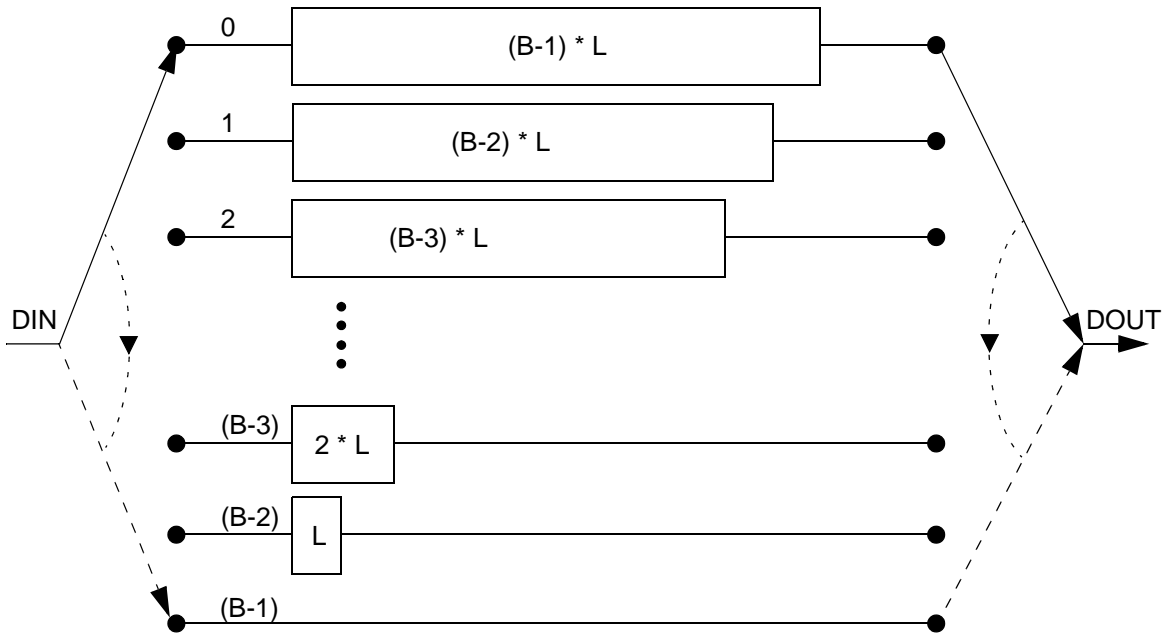 0
(B-1) * L
1
(B-2) * L
2
(B-3) * L
DIN
DOUT
(B-3)
2 * L
(B-2)
L
(B-1)